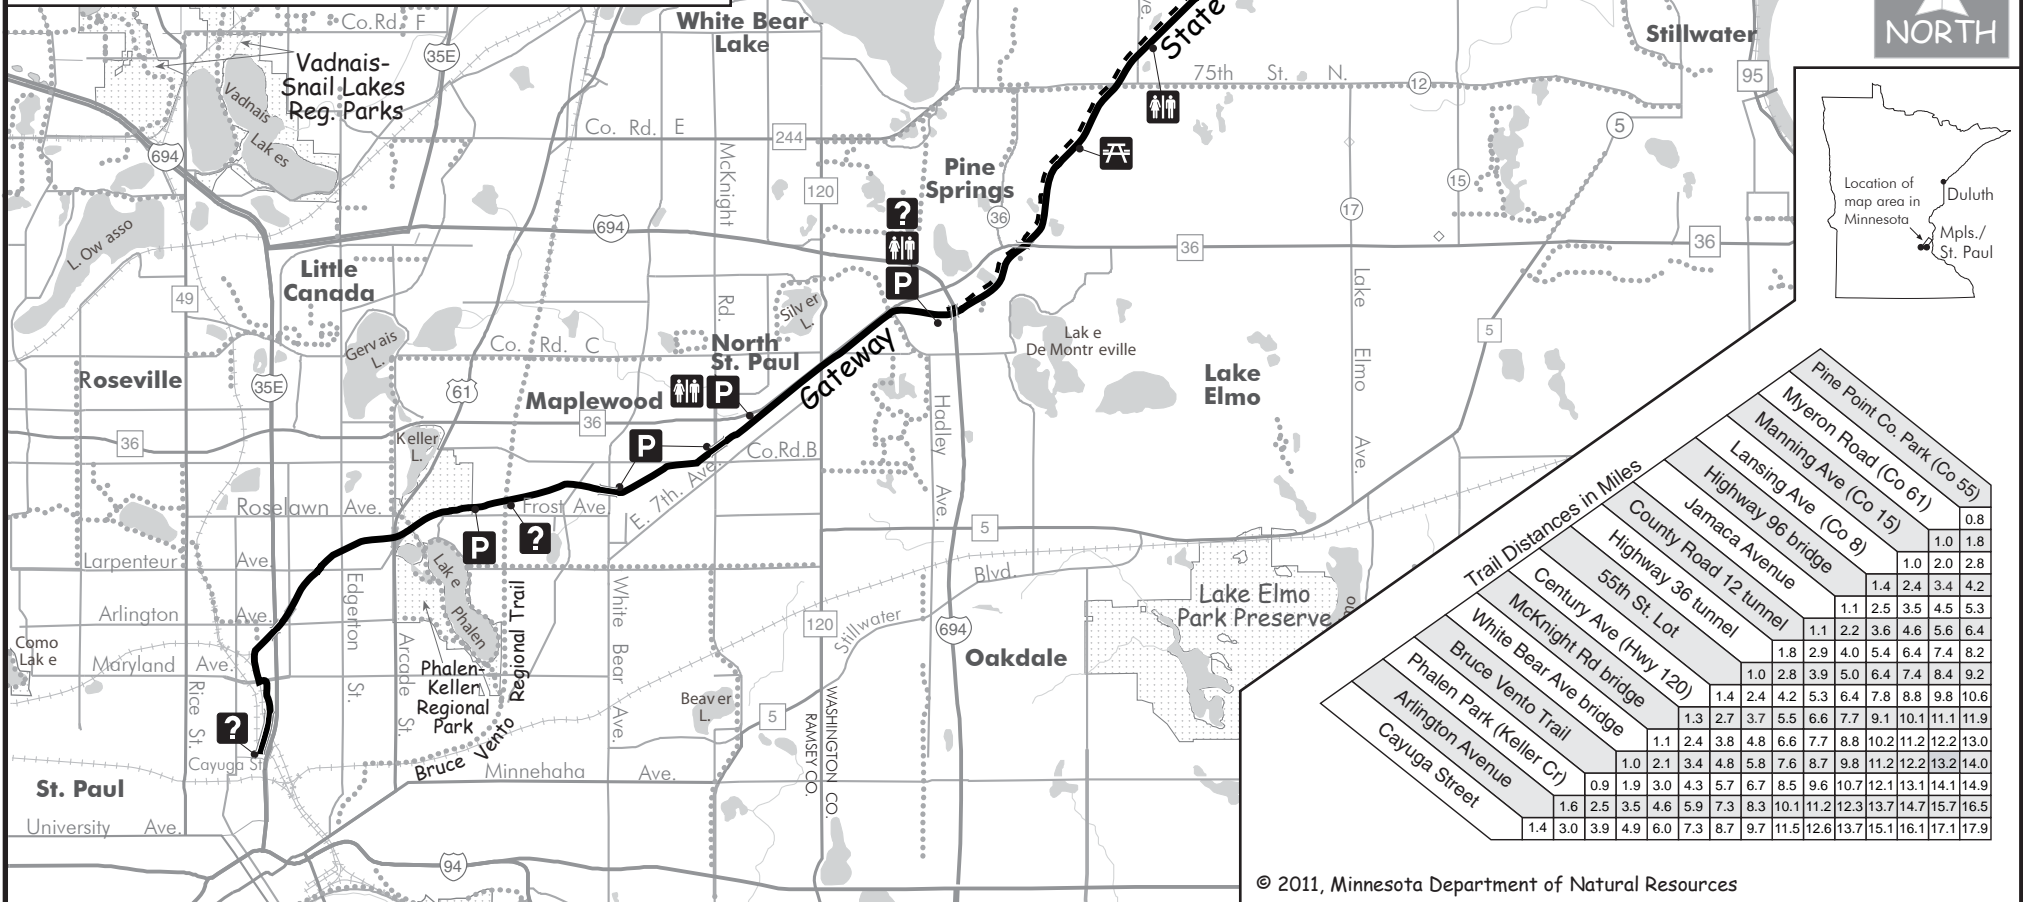 Co.Rd. F
White Bear
Lake
ve.
State
Stillwater
NORTH
Vadnais-
Snail Lakes
Reg. Parks
35E
75th St. N.
12
95
Vadnais
Lakes
Co. Rd. E
244
5
694
McKnight
Pine
Springs
120
15
Location of
map area in
Minnesota
Duluth
Mpls./
St. Paul
L. Owasso
694
?
36
17
P
36
36
Little
Canada
49
Rd.
Silver
L.
Lake
5
Gervais
L.
Co. Rd. C
North
St. Paul
Gateway
Lake
De Montreville
Elmo
Roseville
35E
61
Maplewood
P
Lake
Elmo
Hadley
36
36
Keller
L.
P
Co.Rd.B
Ave.
Roselawn Ave.
Frost Ave.
E. 7th. Ave.
Ave.
5
P
?
Larpenteur Ave.
Lake
Phalen
Edgerton
St.
Blvd.
Stillwater
Arlington Ave.
Regional Trail
White Bear Ave.
120
694
Lake Elmo
Park Preserve
Como
Lake
Maryland Ave.
Arcade
St.
Phalen-
Keller
Regional
Park
Oakdale
Rice St.
?
Beaver
L.
5
WASHINGTON CO.
RAMSEY CO.
Cayuga St
Bruce Vento
Minnehaha Ave.
St. Paul
University Ave.
94
Trail Distances in Miles
Pine Point Co. Park (Co 55)
Myeron Road (Co 61)
Manning Ave (Co 15)
Lansing Ave (Co 8)
Highway 96 bridge
Jamaca Avenue
County Road 12 tunnel
Highway 36 tunnel
55th St. Lot
Century Ave (Hwy 120)
McKnight Rd bridge
White Bear Ave bridge
Bruce Vento Trail
Phalen Park (Keller Cr)
Arlington Avenue
Cayuga Street
0.8
1.0 1.8
1.0 2.0 2.8
1.4 2.4 3.4 4.2
1.1 2.5 3.5 4.5 5.3
1.1 2.2 3.6 4.6 5.6 6.4
1.8 2.9 4.0 5.4 6.4 7.4 8.2
1.0 2.8 3.9 5.0 6.4 7.4 8.4 9.2
1.4 2.4 4.2 5.3 6.4 7.8 8.8 9.8 10.6
1.3 2.7 3.7 5.5 6.6 7.7 9.1 10.1 11.1 11.9
1.1 2.4 3.8 4.8 6.6 7.7 8.8 10.2 11.2 12.2 13.0
1.0 2.1 3.4 4.8 5.8 7.6 8.7 9.8 11.2 12.2 13.2 14.0
0.9 1.9 3.0 4.3 5.7 6.7 8.5 9.6 10.7 12.1 13.1 14.1 14.9
1.6 2.5 3.5 4.6 5.9 7.3 8.3 10.1 11.2 12.3 13.7 14.7 15.7 16.5
1.4 3.0 3.9 4.9 6.0 7.3 8.7 9.7 11.5 12.6 13.7 15.1 16.1 17.1 17.9
© 2011, Minnesota Department of Natural Resources